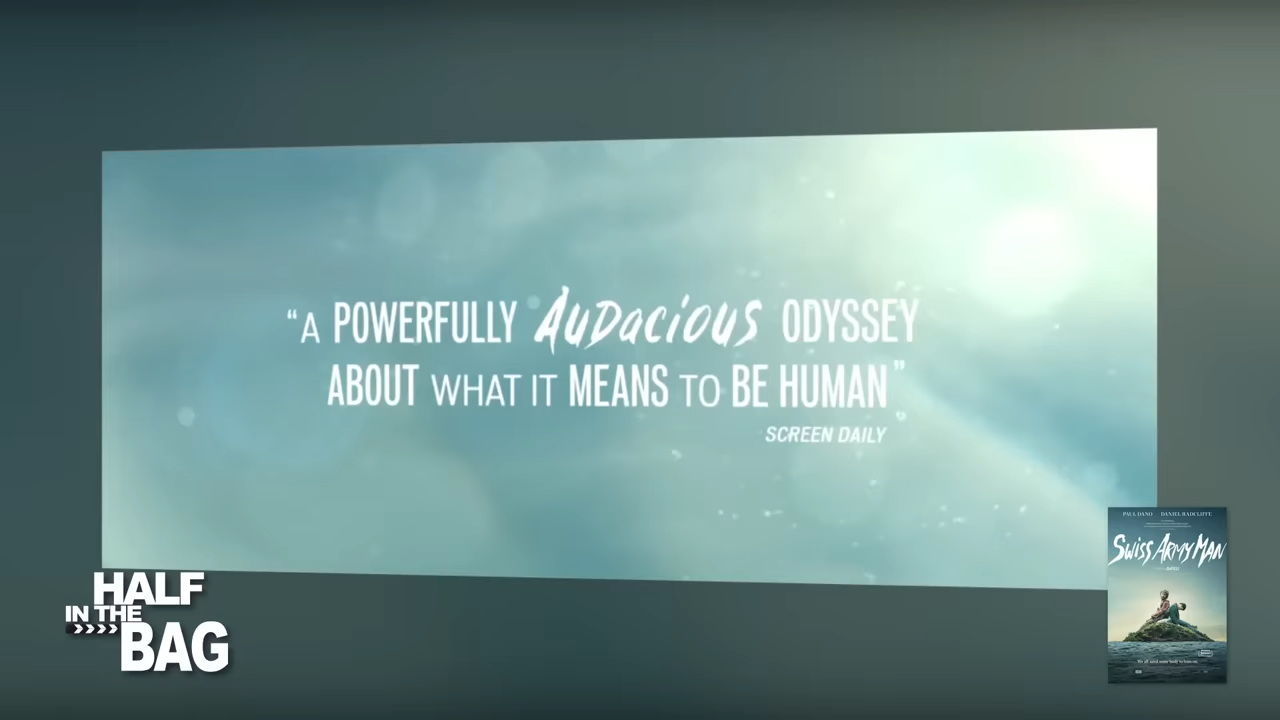 “A POWERFULLY AUDACIOUS ODYSSEY
ABOUT WHAT IT MEANS TO BE HUMAN”
SCREEN DAILY
HALF
IN THE
BAG
PAUL DANO DANIEL RADCLIFFE
SWISS ARMY MAN